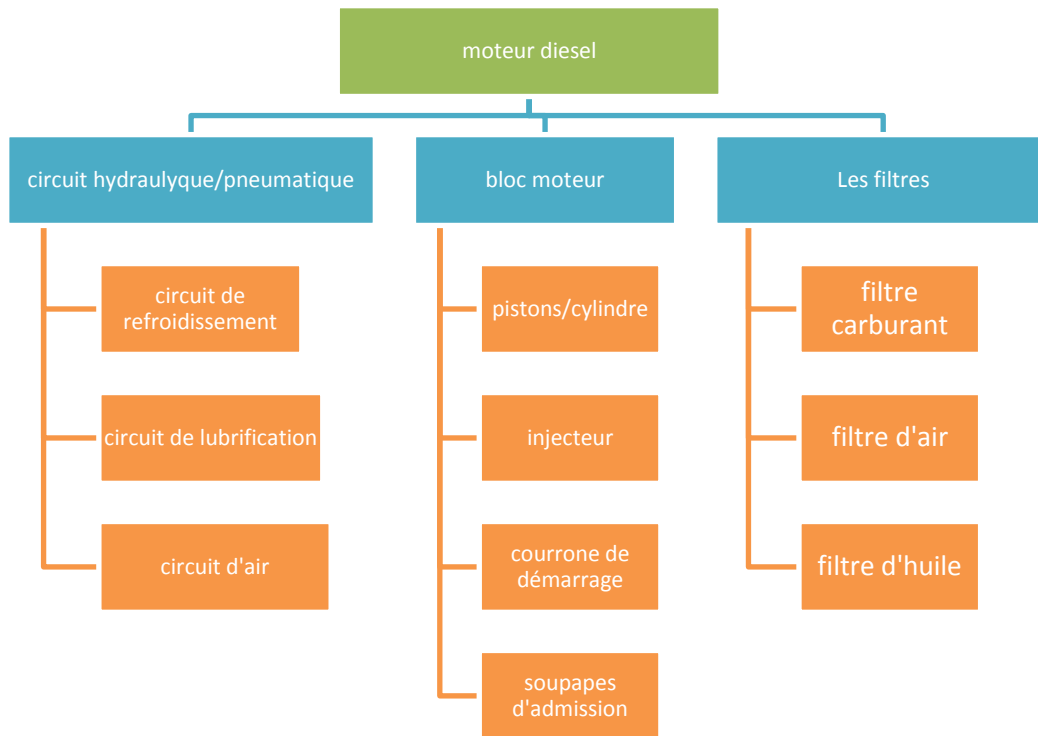 moteur diesel
circuit hydraulyque/pneumatique
bloc moteur
Les filtres
circuit de
refroidissement
circuit de lubrification
circuit d'air
pistons/cylindre
injecteur
courrone de
démarrage
soupapes
d'admission
filtre
carburant
filtre d'air
filtre d'huile